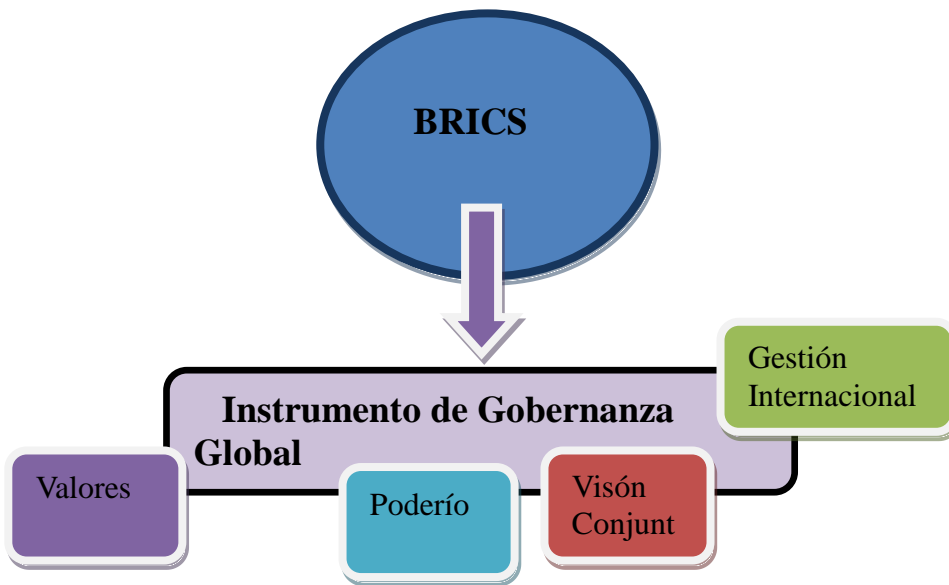 BRICS
Instrumento de Gobernanza
Global
Gestión
Internacional
Valores
Poderío
Visón
Conjunt